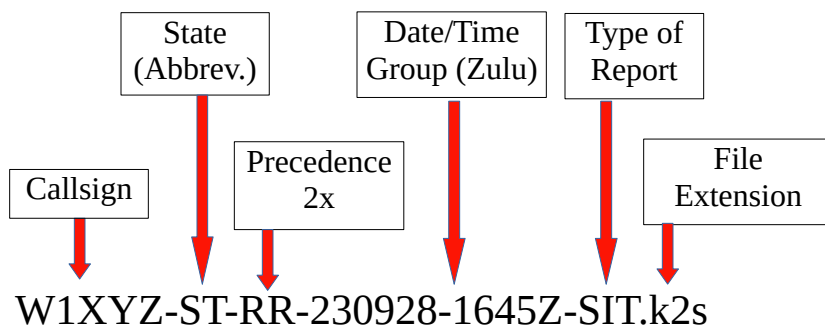 State
(Abbrev.)
Date/Time
Group (Zulu)
Type of
Report
Callsign
Precedence
2x
File
Extension
W1XYZ-ST-RR-230928-1645Z-SIT.k2s